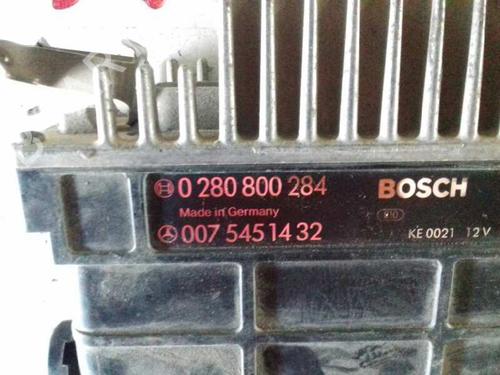 0 280 800 284 BOSCH
Made in Germany
007 545 14 32 KE 0021 12 V